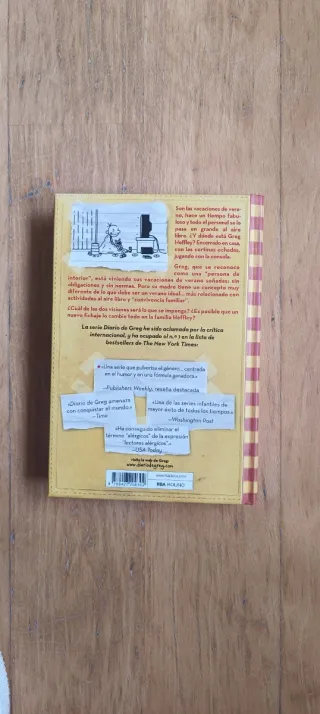 Son las vacaciones de vera-
no, hace un tiempo fabu-
loso y todo el personal se lo
pasa en grande al aire
libre. ¿Y dónde está Greg
Heffley? Encerrado en casa,
con las cortinas echadas,
jugando con la consola.
Greg, que se reconoce
como una "persona de
interior", está viviendo sus vacaciones de verano soñadas: sin
obligaciones y sin normas. Pero su madre tiene un concepto muy
diferente de lo que debe ser un verano ideal... más relacionado con
actividades al aire libre y "convivencia familiar".
¿Cuál de las dos visiones será la que se imponga? ¿Es posible que un
nuevo fichaje lo cambie todo en la familia Heffley?
La serie Diario de Greg ha sido aclamada por la crítica
internacional, y ha ocupado el n.º 1 en la lista de
bestsellers de The New York Times:
«Una serie que pulveriza el género... centrada
en el humor y en una fórmula ganadora.»
—Publishers Weekly, reseña destacada
«Diario de Greg amenaza
con conquistar el mundo.»
—Time
«Una de las series infantiles de
mayor éxito de todos los tiempos.»
—Washington Post
«Ha conseguido eliminar el
término "alérgicos" de la expresión
"lectores alérgicos".»
—USA Today
visita la web de Greg:
www.diariodegreg.com
RBA MOLINO